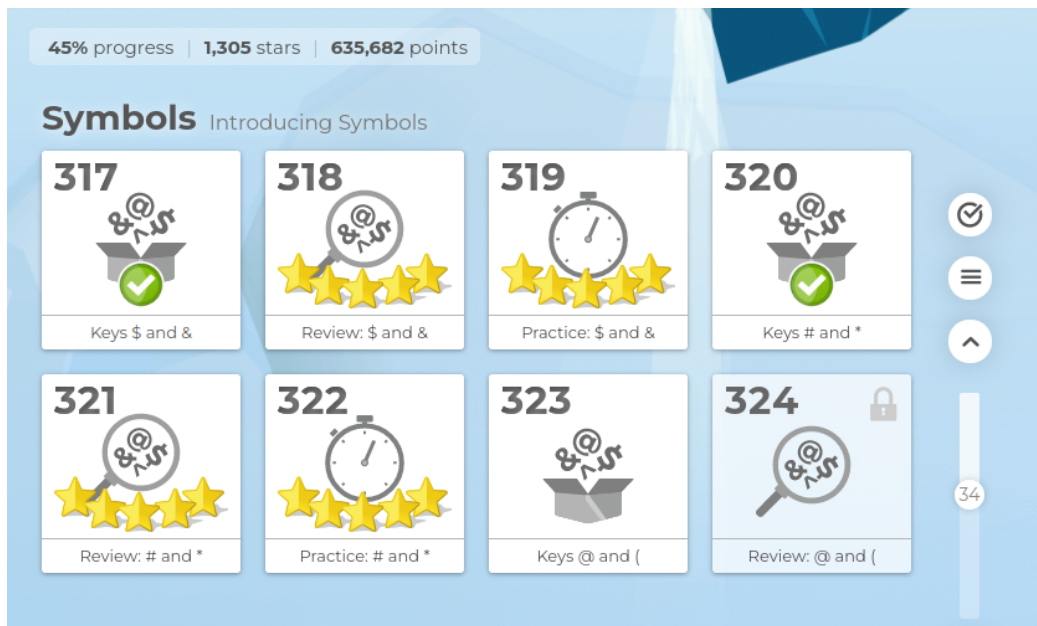 45% progress | 1,305 stars | 635,682 points
Symbols Introducing Symbols
317
318
319
320
Keys $ and &
Review: $ and &
Practice: $ and &
Keys # and *
321
322
323
324
Review: # and *
Practice: # and *
Keys @ and (
Review: @ and (
34